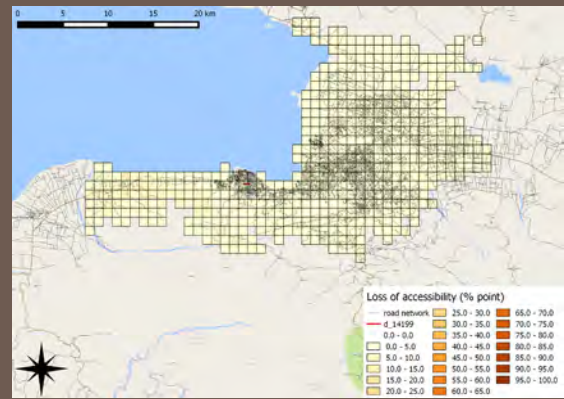 0 5 10 15 20 km
Loss of accessibility (% point)
road network
d_14199
0.0 - 0.0
0.0 - 5.0
5.0 - 10.0
10.0 - 15.0
15.0 - 20.0
20.0 - 25.0
25.0 - 30.0
30.0 - 35.0
35.0 - 40.0
40.0 - 45.0
45.0 - 50.0
50.0 - 55.0
55.0 - 60.0
60.0 - 65.0
65.0 - 70.0
70.0 - 75.0
75.0 - 80.0
80.0 - 85.0
85.0 - 90.0
90.0 - 95.0
95.0 - 100.0